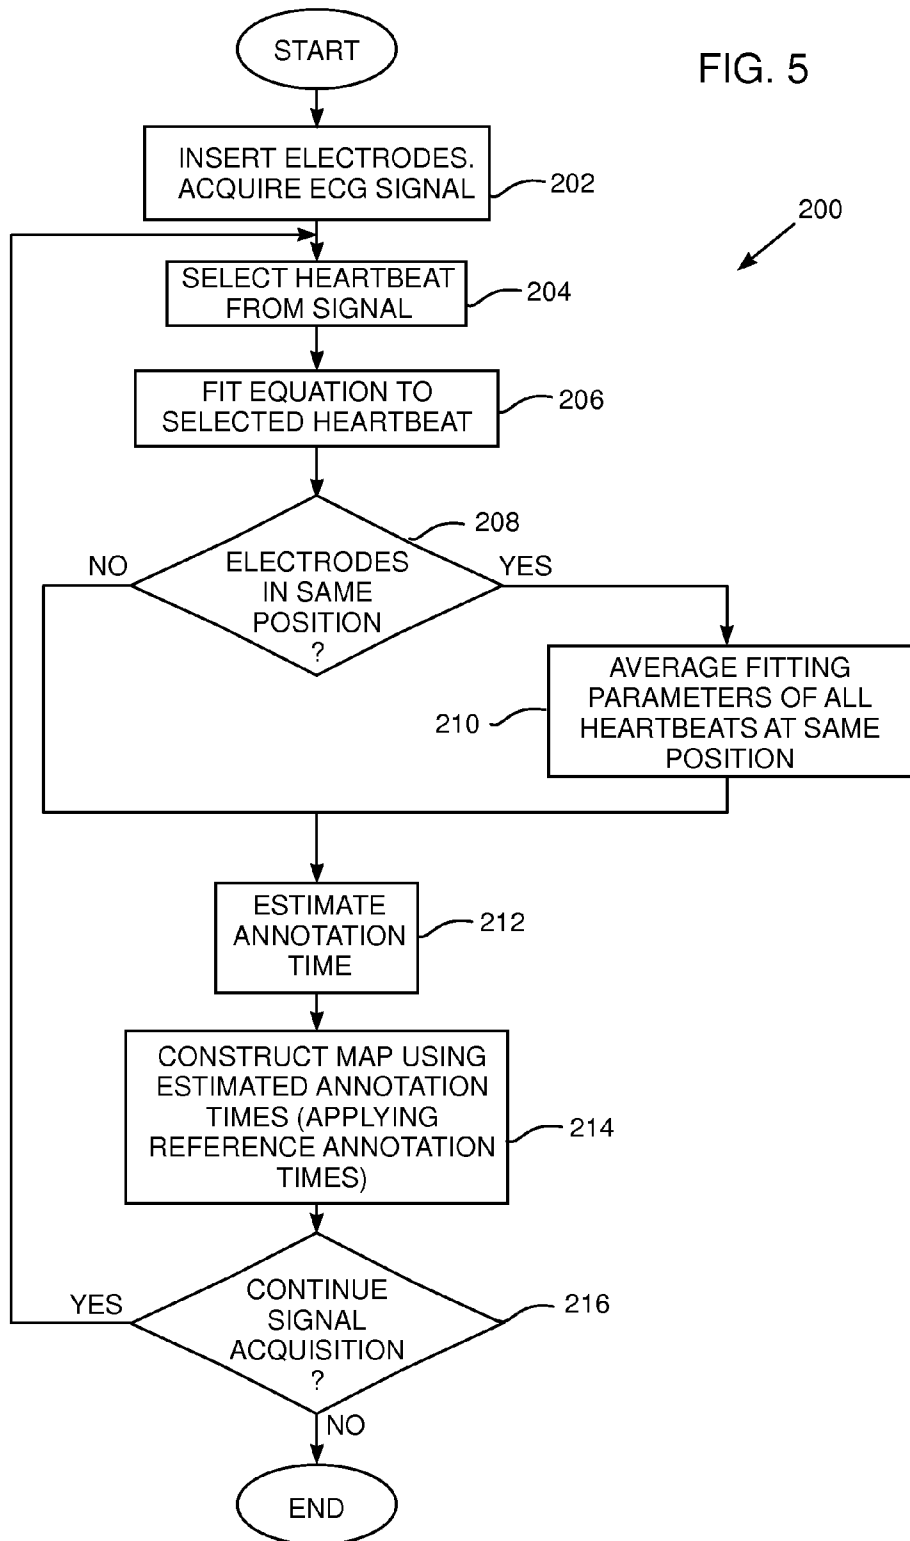 START
FIG. 5
INSERT ELECTRODES.
ACQUIRE ECG SIGNAL
202
200
SELECT HEARTBEAT
FROM SIGNAL
204
FIT EQUATION TO
SELECTED HEARTBEAT
206
208
NO
ELECTRODES
IN SAME
POSITION
?
YES
AVERAGE FITTING
PARAMETERS OF ALL
HEARTBEATS AT SAME
POSITION
210
ESTIMATE
ANNOTATION
TIME
212
CONSTRUCT MAP USING
ESTIMATED ANNOTATION
TIMES (APPLYING
REFERENCE ANNOTATION
TIMES)
214
YES
CONTINUE
SIGNAL
ACQUISITION
?
216
NO
END